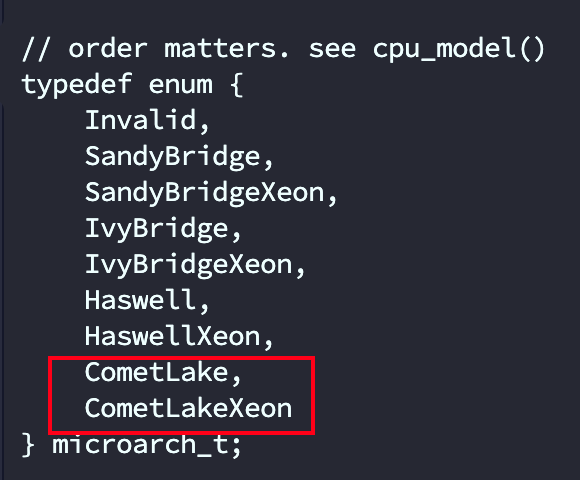 // order matters. see cpu_model()
typedef enum {
    Invalid,
    SandyBridge,
    SandyBridgeXeon,
    IvyBridge,
    IvyBridgeXeon,
    Haswell,
    HaswellXeon,
    CometLake,
    CometLakeXeon
} microarch_t;